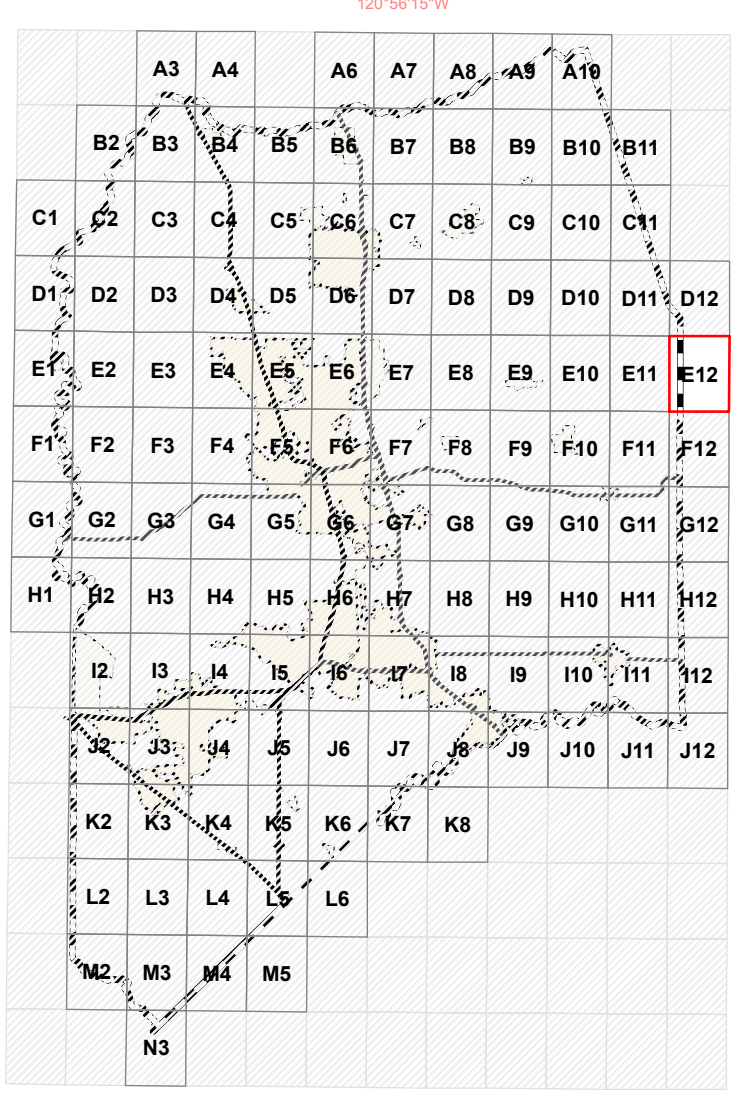 120°56'15"W
A3 A4 A6 A7 A8 A9 A10
B2 B3 B4 B5 B6 B7 B8 B9 B10 B11
C1 C2 C3 C4 C5 C6 C7 C8 C9 C10 C11
D1 D2 D3 D4 D5 D6 D7 D8 D9 D10 D11 D12
E1 E2 E3 E4 E5 E6 E7 E8 E9 E10 E11 E12
F1 F2 F3 F4 F5 F6 F7 F8 F9 F10 F11 F12
G1 G2 G3 G4 G5 G6 G7 G8 G9 G10 G11 G12
H1 H2 H3 H4 H5 H6 H7 H8 H9 H10 H11 H12
I2 I3 I4 I5 I6 I7 I8 I9 I10 I11 I12
J2 J3 J4 J5 J6 J7 J8 J9 J10 J11 J12
K2 K3 K4 K5 K6 K7 K8
L2 L3 L4 L5 L6
M2 M3 M4 M5
N3